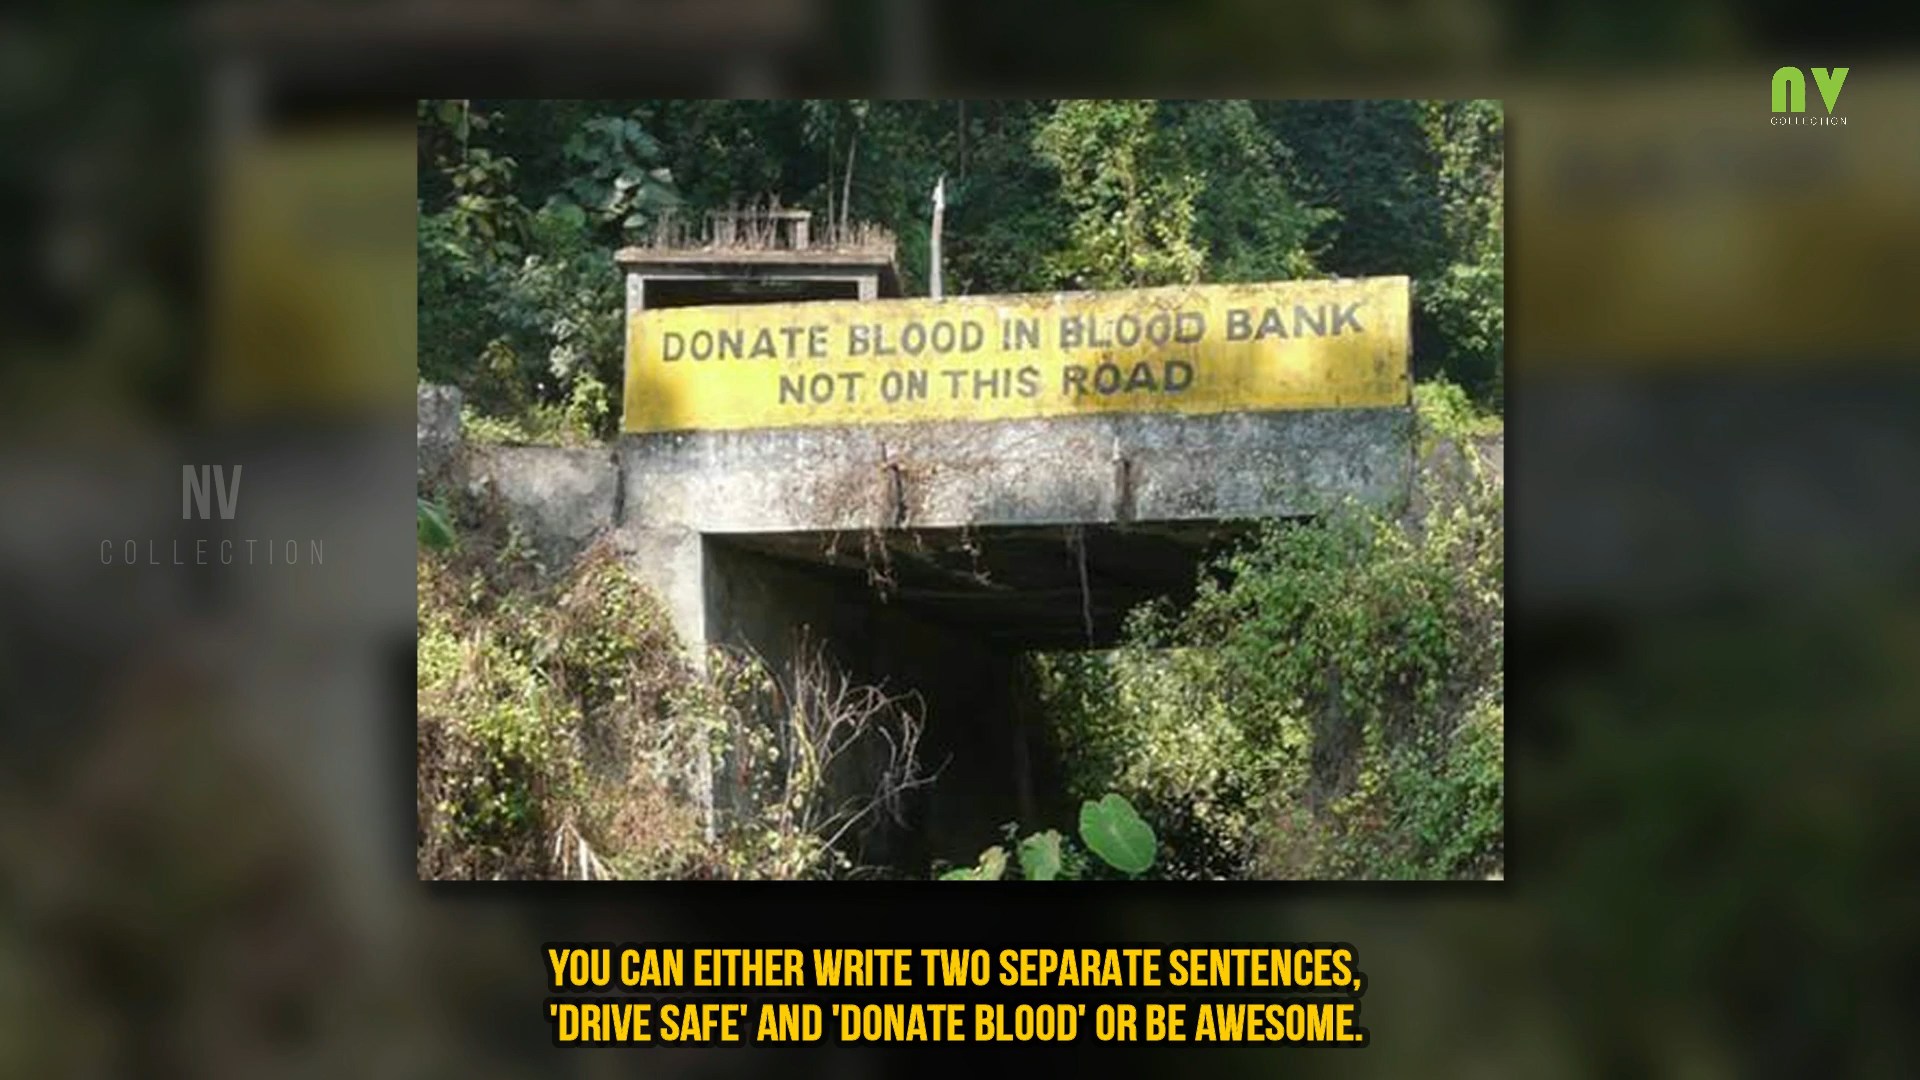 NV
COLLECTION
DONATE BLOOD IN BLOOD BANK
NOT ON THIS ROAD
NV
COLLECTION
YOU CAN EITHER WRITE TWO SEPARATE SENTENCES,
'DRIVE SAFE' AND 'DONATE BLOOD' OR BE AWESOME.